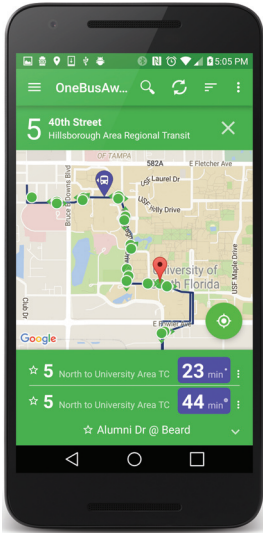 5:05 PM
OneBusAw...
5 40th Street
Hillsborough Area Regional Transit
OF TAMPA
582A
E Fletcher Ave
Laurel Dr
Bruce B Downs Blvd
USF
Holly Drive
USF Maple Drive
University of
South Florida
Club Dr
E Fowler Ave
Google
5 North to University Area TC 23 min
5 North to University Area TC 44 min
Alumni Dr @ Beard